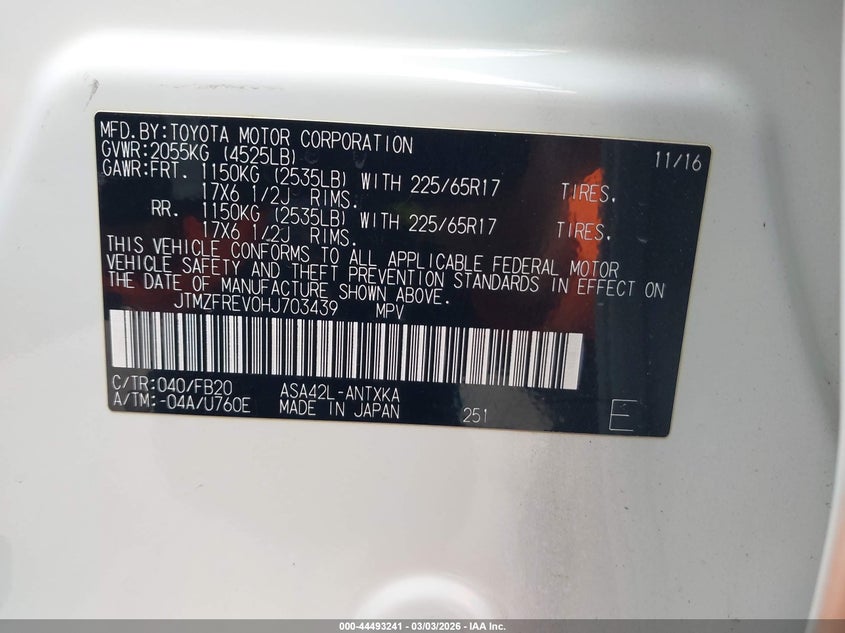 MFD.BY:TOYOTA MOTOR CORPORATION 11/16
GVWR:2055KG (4525LB)
GAWR:FRT. 1150KG (2535LB) WITH 225/65R17 TIRES,
17X6 1/2J RIMS.
RR. 1150KG (2535LB) WITH 225/65R17 TIRES,
17X6 1/2J RIMS.
THIS VEHICLE CONFORMS TO ALL APPLICABLE FEDERAL MOTOR
VEHICLE SAFETY AND THEFT PREVENTION STANDARDS IN EFFECT ON
THE DATE OF MANUFACTURE SHOWN ABOVE.
JTMZFREV0HJ703439 MPV
C/TR:040/FB20 ASA42L-ANTXKA
A/TM:-04A/U760E MADE IN JAPAN 251 E
000-44493241 - 03/03/2026 - IAA Inc.